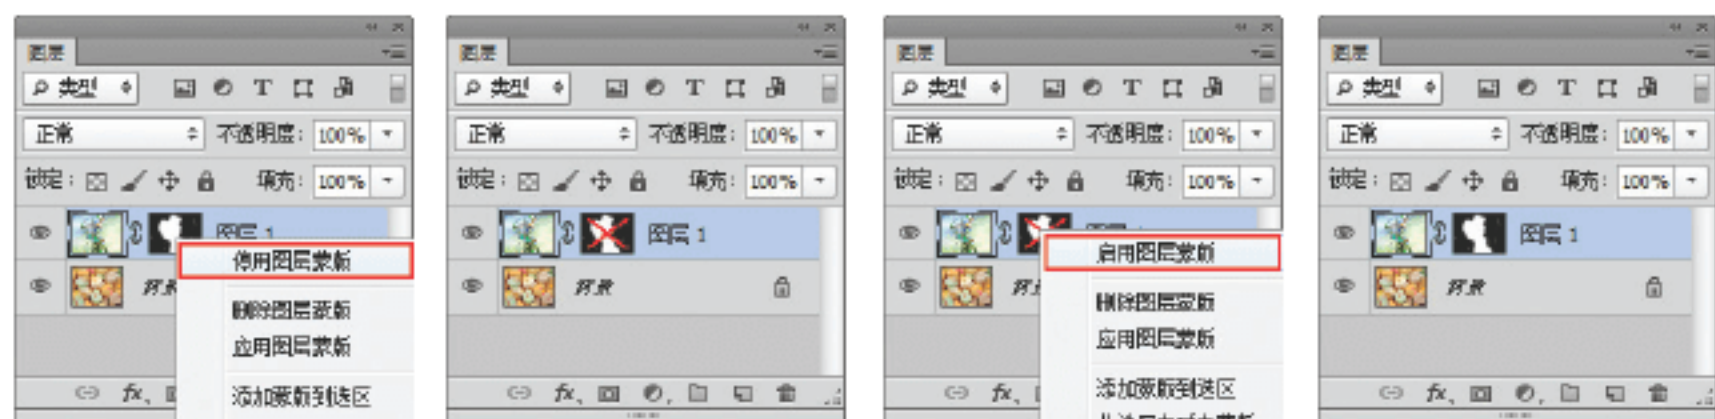 图层
类型
T
正常 不透明度: 100%
锁定: 填充: 100%
图层 1
停用图层蒙版
背景
删除图层蒙版
应用图层蒙版
fx
添加蒙版到选区
图层
类型
T
正常 不透明度: 100%
锁定: 填充: 100%
图层 1
背景
fx
图层
类型
T
正常 不透明度: 100%
锁定: 填充: 100%
启用图层蒙版
删除图层蒙版
应用图层蒙版
fx
添加蒙版到选区
图层
类型
T
正常 不透明度: 100%
锁定: 填充: 100%
图层 1
背景
fx